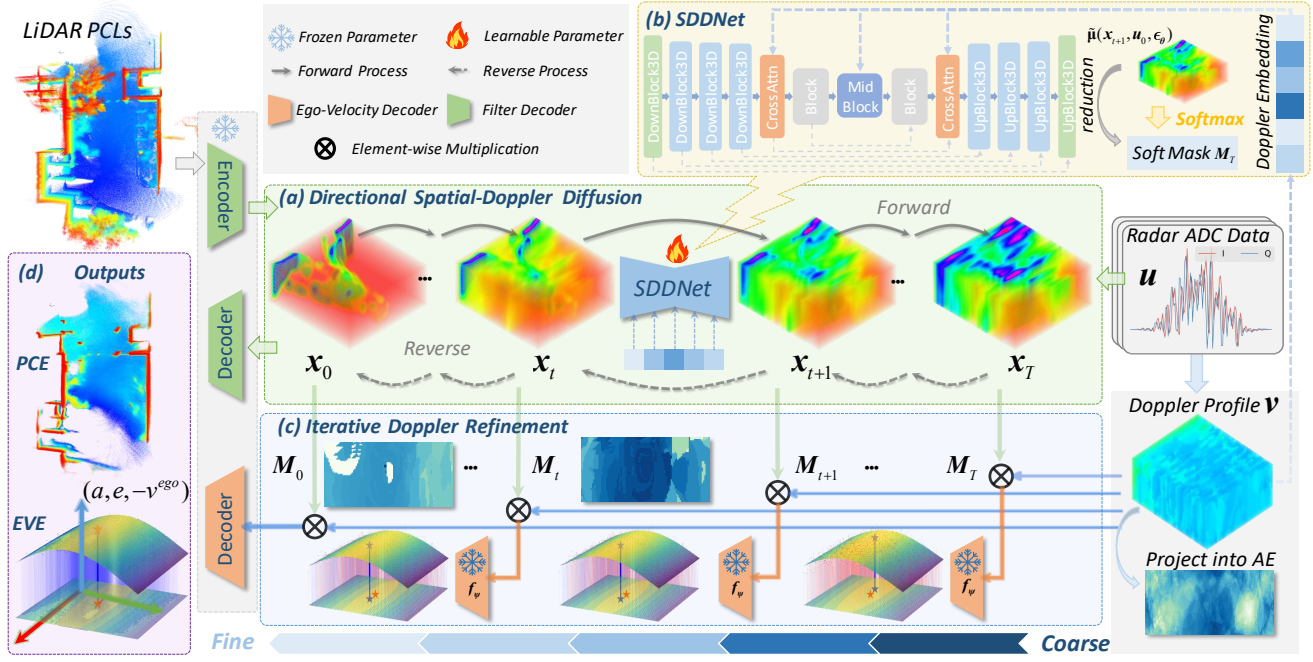 LiDAR PCLs
Frozen Parameter
Learnable Parameter
Forward Process
Reverse Process
Ego-Velocity Decoder
Filter Decoder
Element-wise Multiplication
(b) SDDNet
DownBlock3D
DownBlock3D
DownBlock3D
DownBlock3D
CrossAttn
Block
Mid
Block
Block
CrossAttn
UpBlock3D
UpBlock3D
UpBlock3D
UpBlock3D
reduction
μ̃(x_{t+1}, u_0, ϵ_θ)
Softmax
Soft Mask M_T
Doppler Embedding
Encoder
(a) Directional Spatial-Doppler Diffusion
Forward
SDDNet
Reverse
x_0
x_t
x_{t+1}
x_T
...
...
Radar ADC Data
I
Q
u
Decoder
(d) Outputs
PCE
(a, e, -v^{ego})
EVE
Decoder
(c) Iterative Doppler Refinement
M_0
...
M_t
M_{t+1}
...
M_T
f_ψ
f_ψ
f_ψ
Doppler Profile v
Project into AE
Fine
Coarse